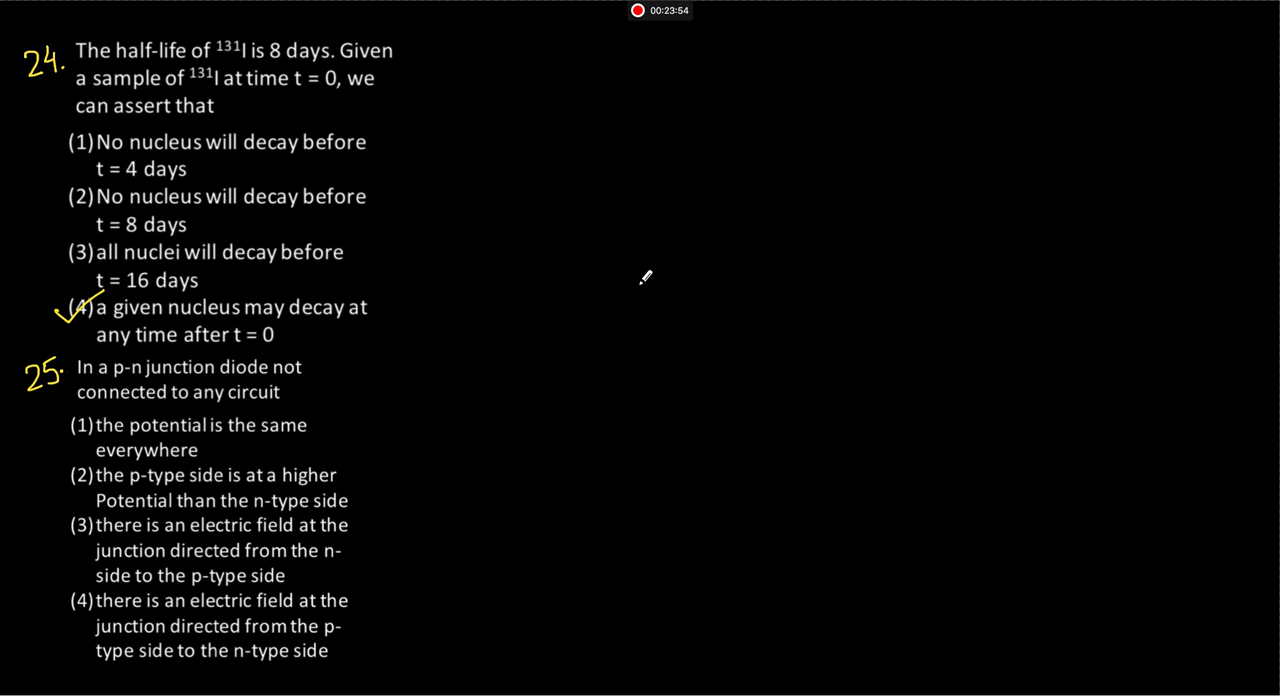 00:23:54
24. The half-life of ¹³¹I is 8 days. Given
a sample of ¹³¹I at time t = 0, we
can assert that
(1) No nucleus will decay before
t = 4 days
(2) No nucleus will decay before
t = 8 days
(3) all nuclei will decay before
t = 16 days
(4) a given nucleus may decay at
any time after t = 0
25. In a p-n junction diode not
connected to any circuit
(1) the potential is the same
everywhere
(2) the p-type side is at a higher
Potential than the n-type side
(3) there is an electric field at the
junction directed from the n-
side to the p-type side
(4) there is an electric field at the
junction directed from the p-
type side to the n-type side